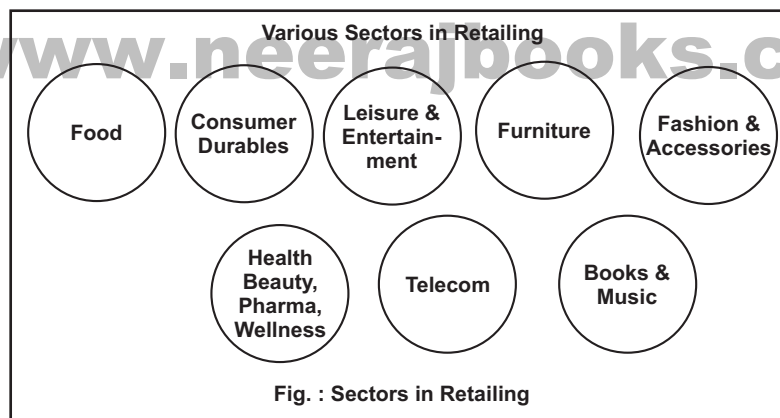 Various Sectors in Retailing
www.neerajbooks.c
Food
Consumer
Durables
Leisure &
Entertain-
ment
Furniture
Fashion &
Accessories
Health
Beauty,
Pharma,
Wellness
Telecom
Books &
Music
Fig. : Sectors in Retailing